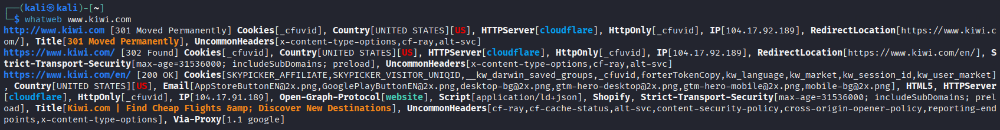 ┌──(kali㉿kali)-[~]
└─$ whatweb www.kiwi.com
http://www.kiwi.com [301 Moved Permanently] Cookies[_cfuvid], Country[UNITED STATES][US], HTTPServer[cloudflare], HttpOnly[_cfuvid], IP[104.17.92.189], RedirectLocation[https://www.kiwi.c
om/], Title[301 Moved Permanently], UncommonHeaders[x-content-type-options,cf-ray,alt-svc]
https://www.kiwi.com/ [302 Found] Cookies[_cfuvid], Country[UNITED STATES][US], HTTPServer[cloudflare], HttpOnly[_cfuvid], IP[104.17.92.189], RedirectLocation[https://www.kiwi.com/en/], S
trict-Transport-Security[max-age=31536000; includeSubDomains; preload], UncommonHeaders[x-content-type-options,cf-ray,alt-svc]
https://www.kiwi.com/en/ [200 OK] Cookies[SKYPICKER_AFFILIATE,SKYPICKER_VISITOR_UNIQID,__kw_darwin_saved_groups,_cfuvid,forterTokenCopy,kw_language,kw_market,kw_session_id,kw_user_market]
, Country[UNITED STATES][US], Email[AppStoreButtonEN@2x.png,GooglePlayButtonEN@2x.png,desktop-bg@2x.png,gtm-hero-desktop@2x.png,gtm-hero-mobile@2x.png,mobile-bg@2x.png], HTML5, HTTPServer
[cloudflare], HttpOnly[_cfuvid], IP[104.17.91.189], Open-Graph-Protocol[website], Script[application/ld+json], Shopify, Strict-Transport-Security[max-age=31536000; includeSubDomains; prel
oad], Title[Kiwi.com | Find Cheap Flights &amp; Discover New Destinations], UncommonHeaders[cf-ray,cf-cache-status,alt-svc,content-security-policy,cross-origin-opener-policy,reporting-end
points,x-content-type-options], Via-Proxy[1.1 google]